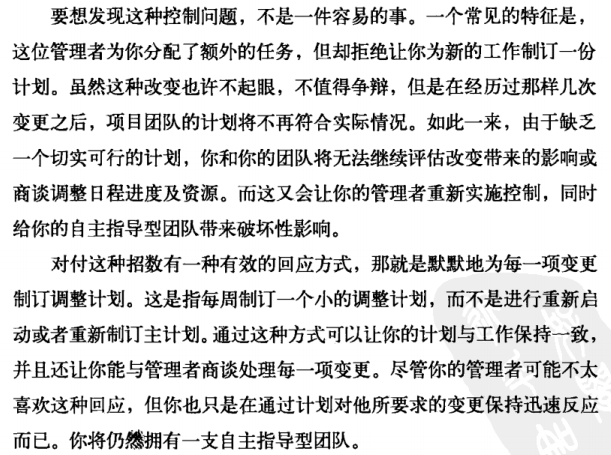 要想发现这种控制问题，不是一件容易的事。一个常见的特征是，
这位管理者为你分配了额外的任务，但却拒绝让你为新的工作制订一份
计划。虽然这种改变也许不起眼，不值得争辩，但是在经历过那样几次
变更之后，项目团队的计划将不再符合实际情况。如此一来，由于缺乏
一个切实可行的计划，你和你的团队将无法继续评估改变带来的影响或
商谈调整日程进度及资源。而这又会让你的管理者重新实施控制，同时
给你的自主指导型团队带来破坏性影响。
对付这种招数有一种有效的回应方式，那就是默默地为每一项变更
制订调整计划。这是指每周制订一个小的调整计划，而不是进行重新启
动或者重新制订主计划。通过这种方式可以让你的计划与工作保持一致，
并且还让你能与管理者商谈处理每一项变更。尽管你的管理者可能不太
喜欢这种回应，但你也只是在通过计划对他所要求的变更保持迅速反应
而已。你将仍然拥有一支自主指导型团队。